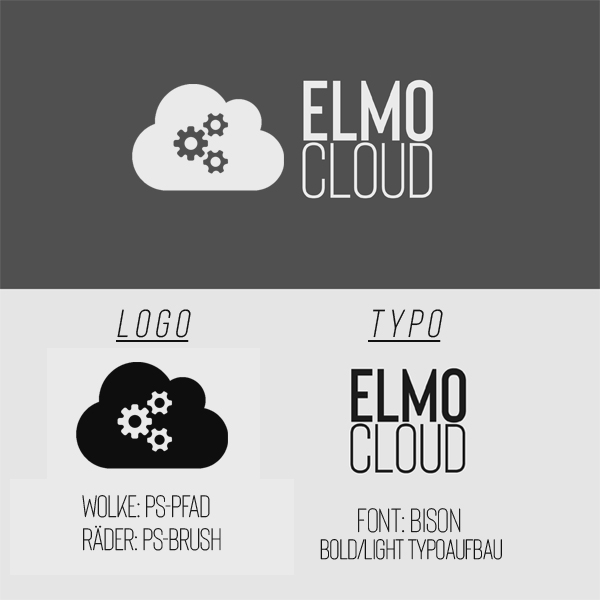 ELMO
CLOUD
LOGO
TYPO
ELMO
CLOUD
WOLKE: PS-PFAD
RÄDER: PS-BRUSH
FONT: BISON
BOLD/LIGHT TYPOAUFBAU